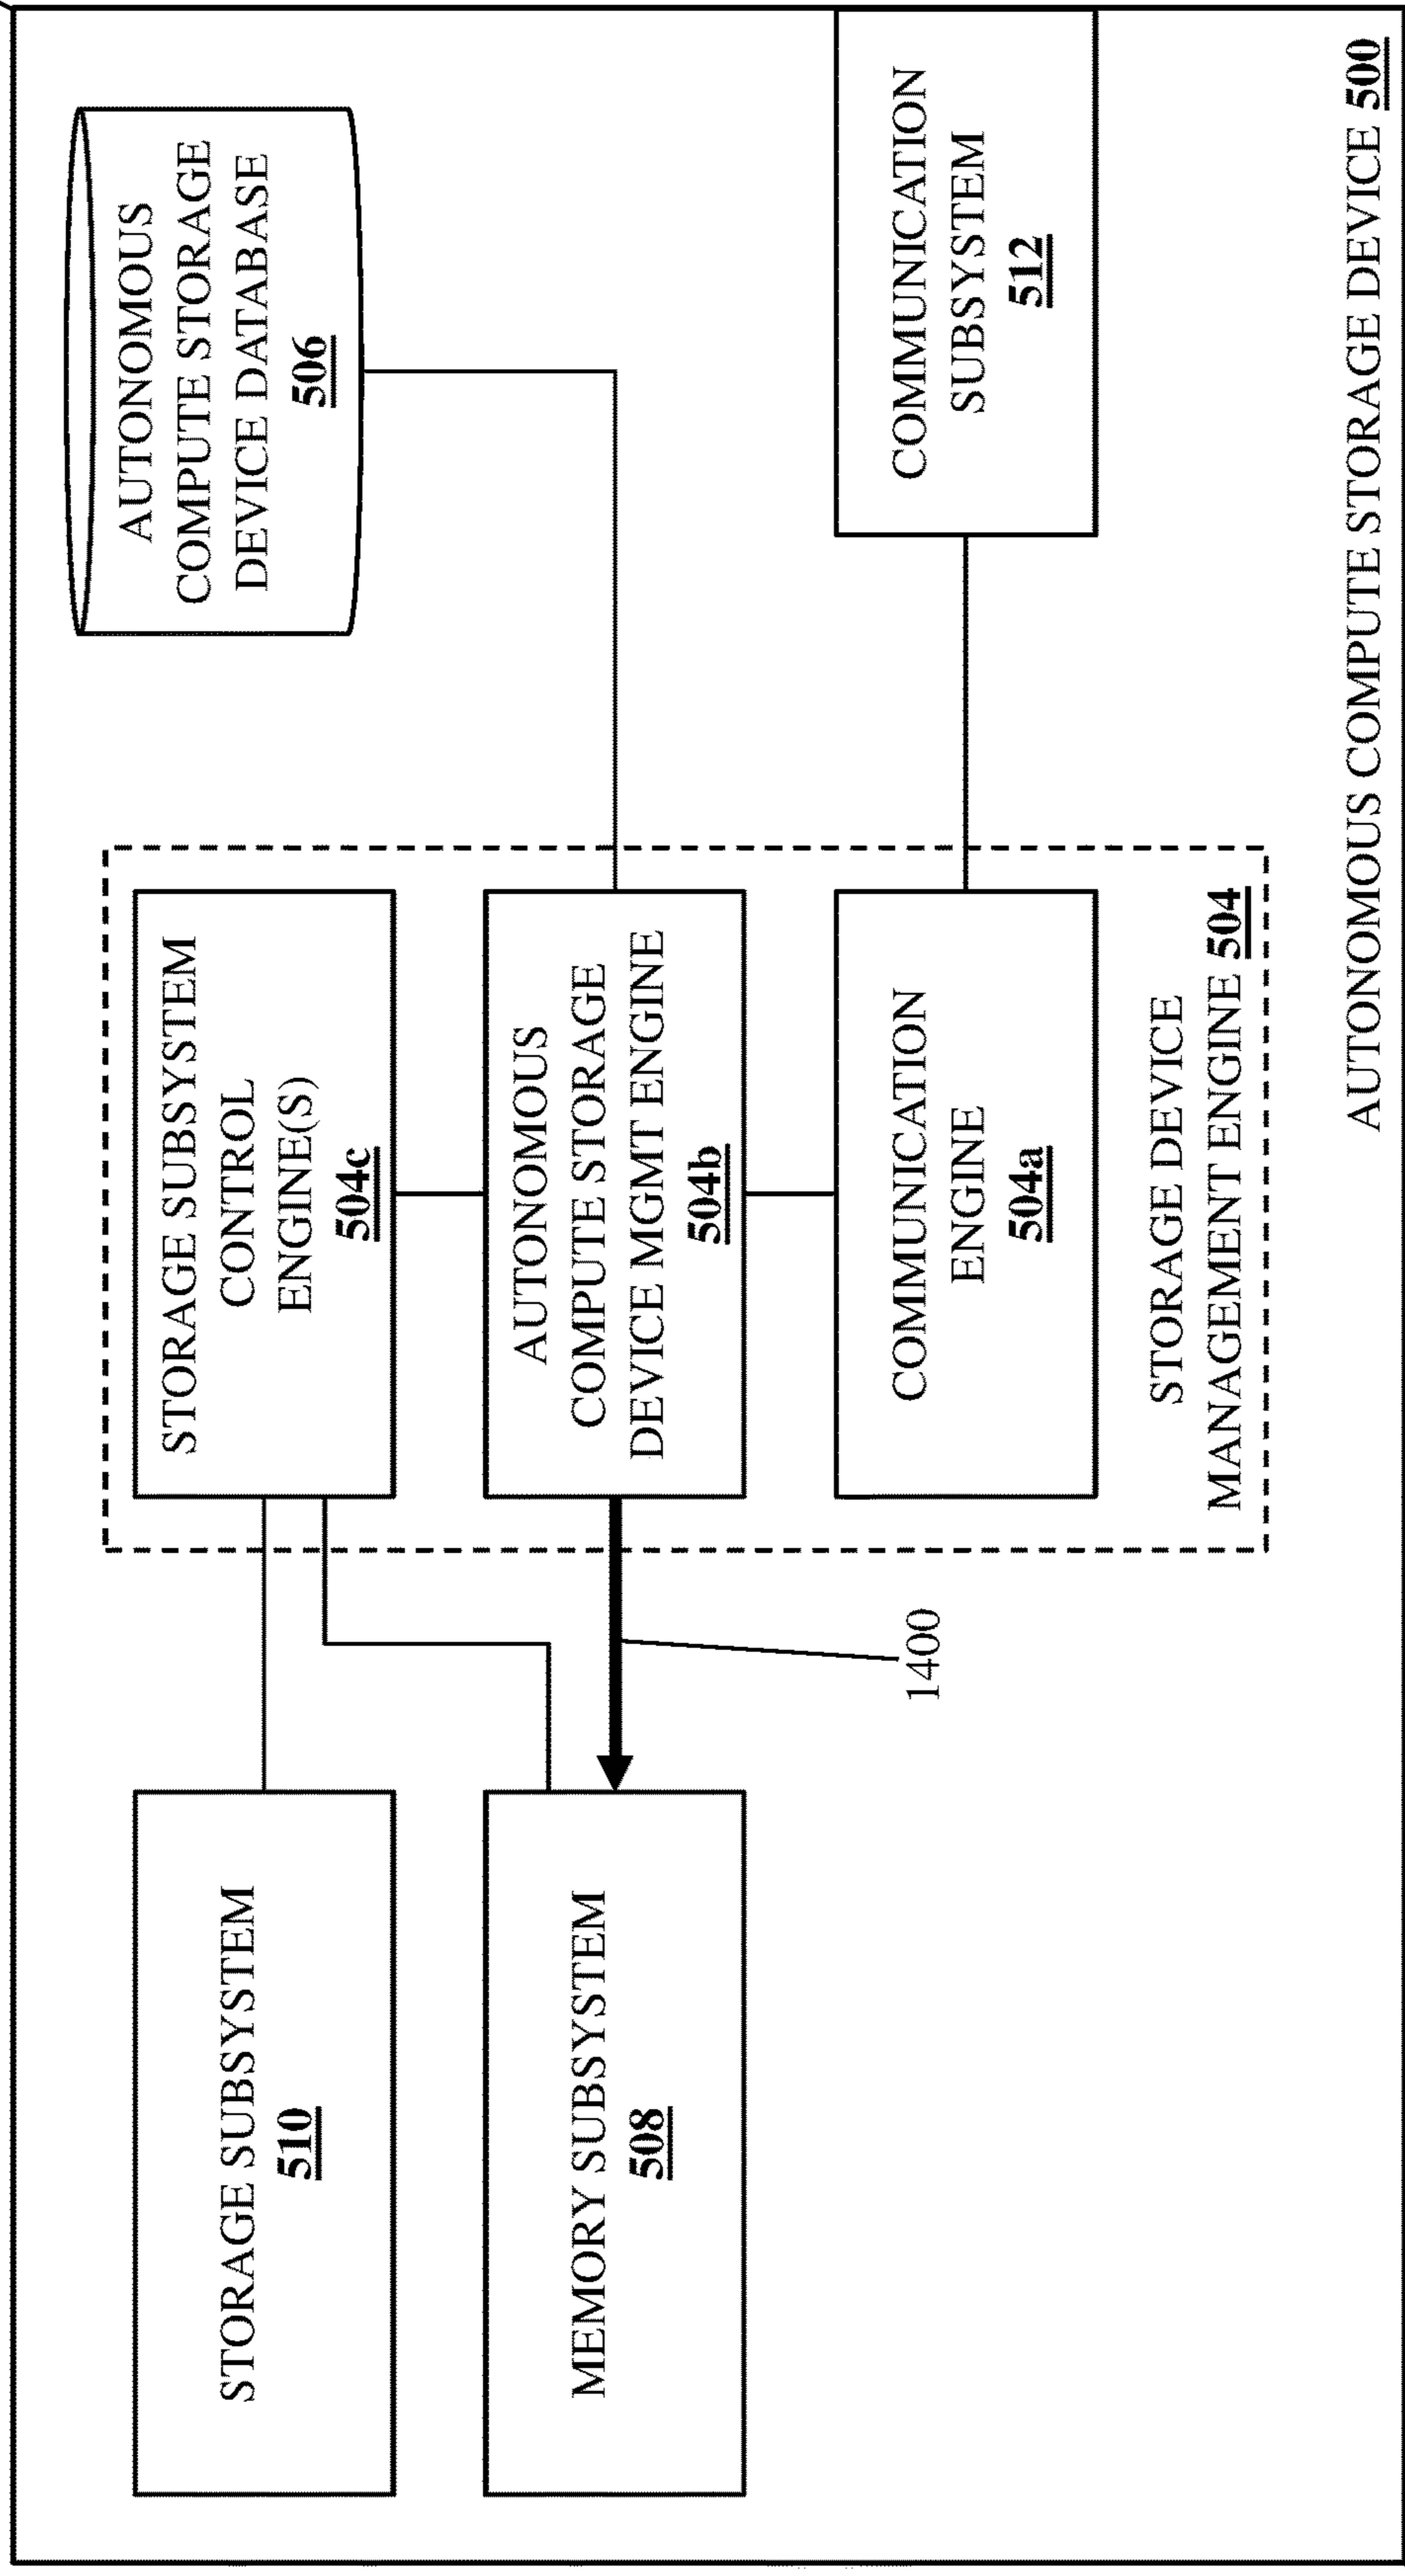 STORAGE SUBSYSTEM
510
STORAGE SUBSYSTEM
CONTROL
ENGINE(S)
504c
AUTONOMOUS
COMPUTE STORAGE
DEVICE DATABASE
506
MEMORY SUBSYSTEM
508
1400
AUTONOMOUS
COMPUTE STORAGE
DEVICE MGMT ENGINE
504b
COMMUNICATION
ENGINE
504a
COMMUNICATION
SUBSYSTEM
512
STORAGE DEVICE
MANAGEMENT ENGINE 504
AUTONOMOUS COMPUTE STORAGE DEVICE 500